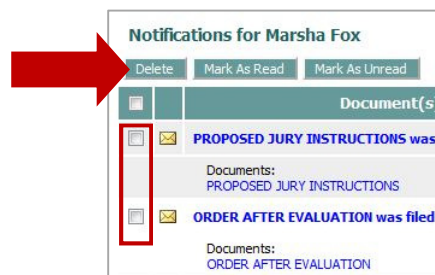 Notifications for Marsha Fox
Delete Mark As Read Mark As Unread
Document(s
PROPOSED JURY INSTRUCTIONS was
Documents:
PROPOSED JURY INSTRUCTIONS
ORDER AFTER EVALUATION was filed
Documents:
ORDER AFTER EVALUATION